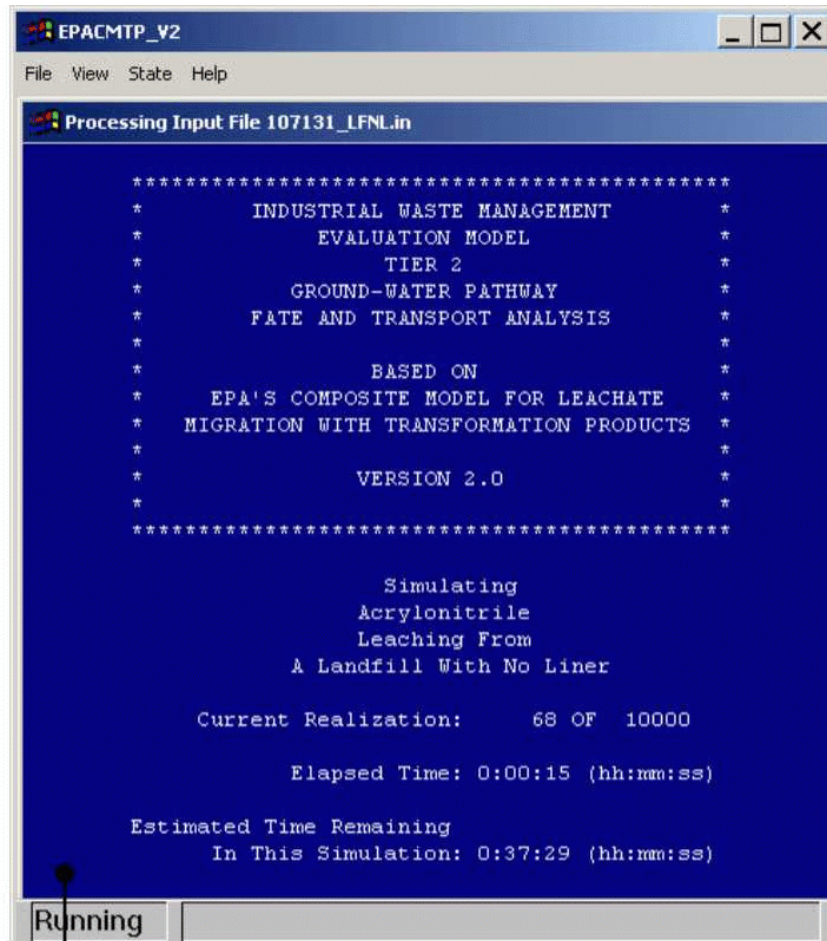 EPACMTP_V2
File View State Help
Processing Input File 107131_LFNL.in
*********************************************
* INDUSTRIAL WASTE MANAGEMENT *
* EVALUATION MODEL *
* TIER 2 *
* GROUND-WATER PATHWAY *
* FATE AND TRANSPORT ANALYSIS *
* *
* BASED ON *
* EPA'S COMPOSITE MODEL FOR LEACHATE *
* MIGRATION WITH TRANSFORMATION PRODUCTS *
* *
* VERSION 2.0 *
* *
*********************************************
Simulating
Acrylonitrile
Leaching From
A Landfill With No Liner
Current Realization: 68 OF 10000
Elapsed Time: 0:00:15 (hh:mm:ss)
Estimated Time Remaining
In This Simulation: 0:37:29 (hh:mm:ss)
Running